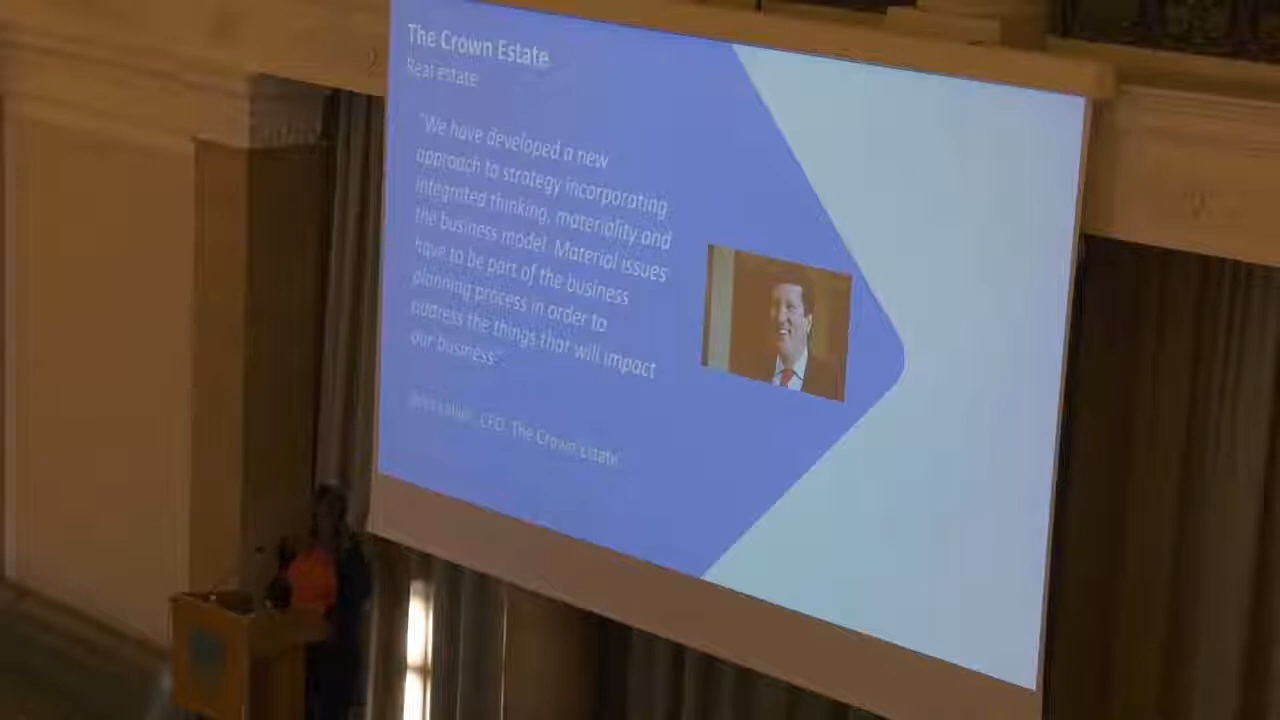 The Crown Estate
Real estate
"We have developed a new
approach to strategy incorporating
integrated thinking, materiality and
the business model. Material issues
have to be part of the business
planning process in order to
address the things that will impact
our business".
CFO, The Crown Estate